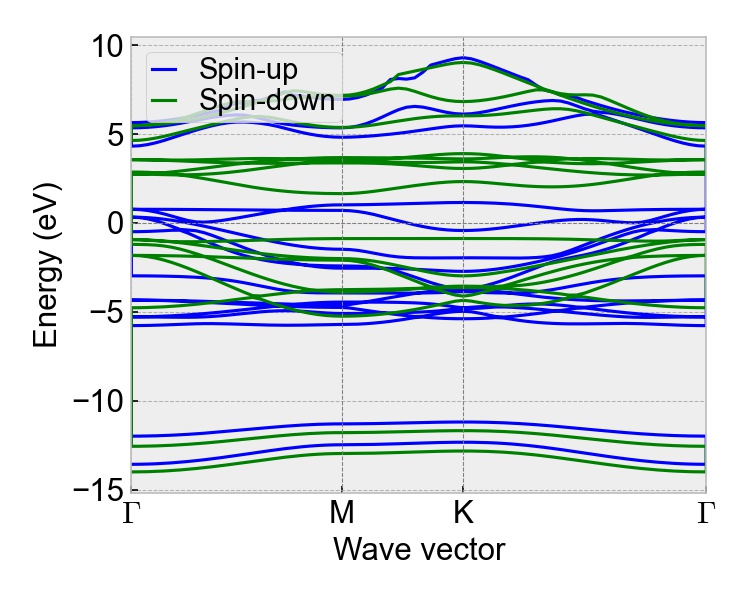 10
5
0
−5
−10
−15
Energy (eV)
Spin-up
Spin-down
Γ M K Γ
Wave vector